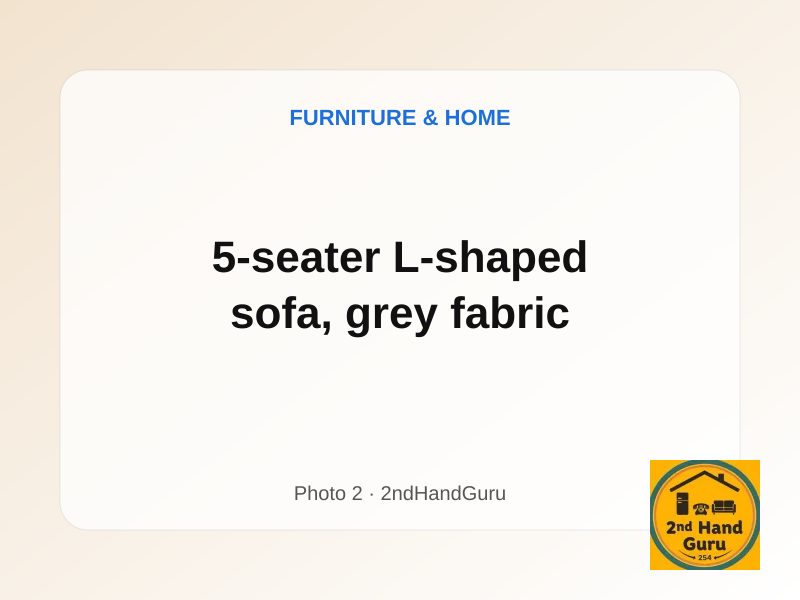 FURNITURE & HOME
5-seater L-shaped
sofa, grey fabric
Photo 2 · 2ndHandGuru
2nd Hand
Guru
254